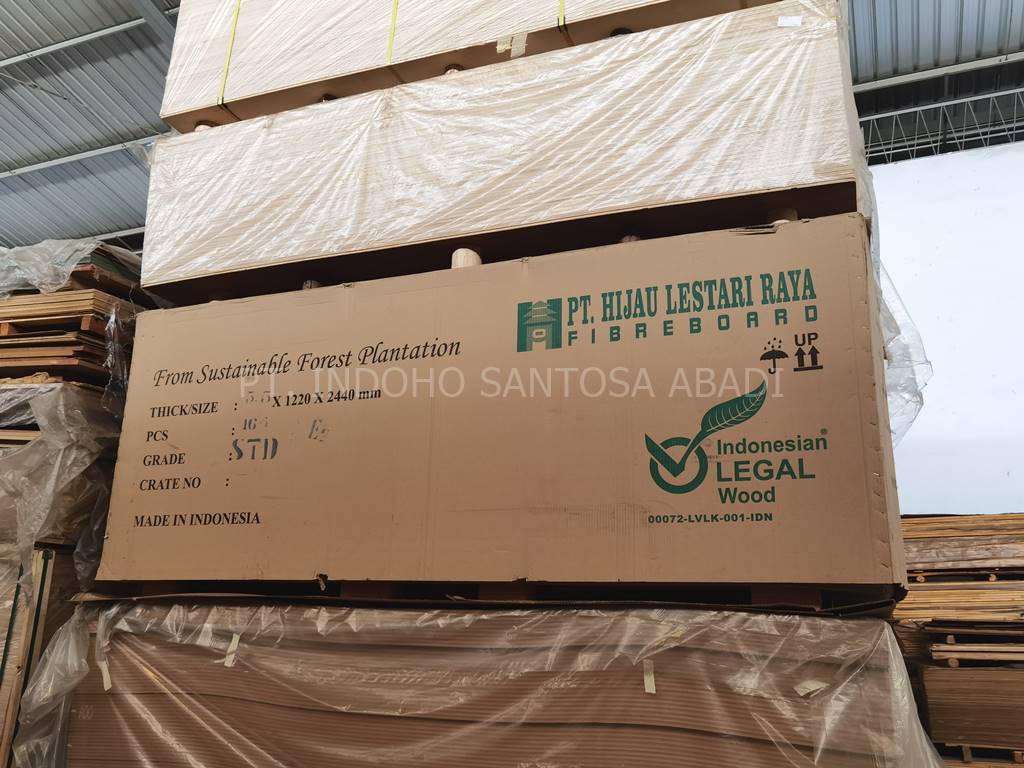 PT. HIJAU LESTARI RAYA
FIBREBOARD
UP
From Sustainable Forest Plantation
PT. INDOHO SANTOSA ABADI
THICK/SIZE : X 1220 X 2440 mm
PCS :
GRADE : STD
CRATE NO :
MADE IN INDONESIA
Indonesian®
LEGAL
Wood
00072-LVLK-001-IDN